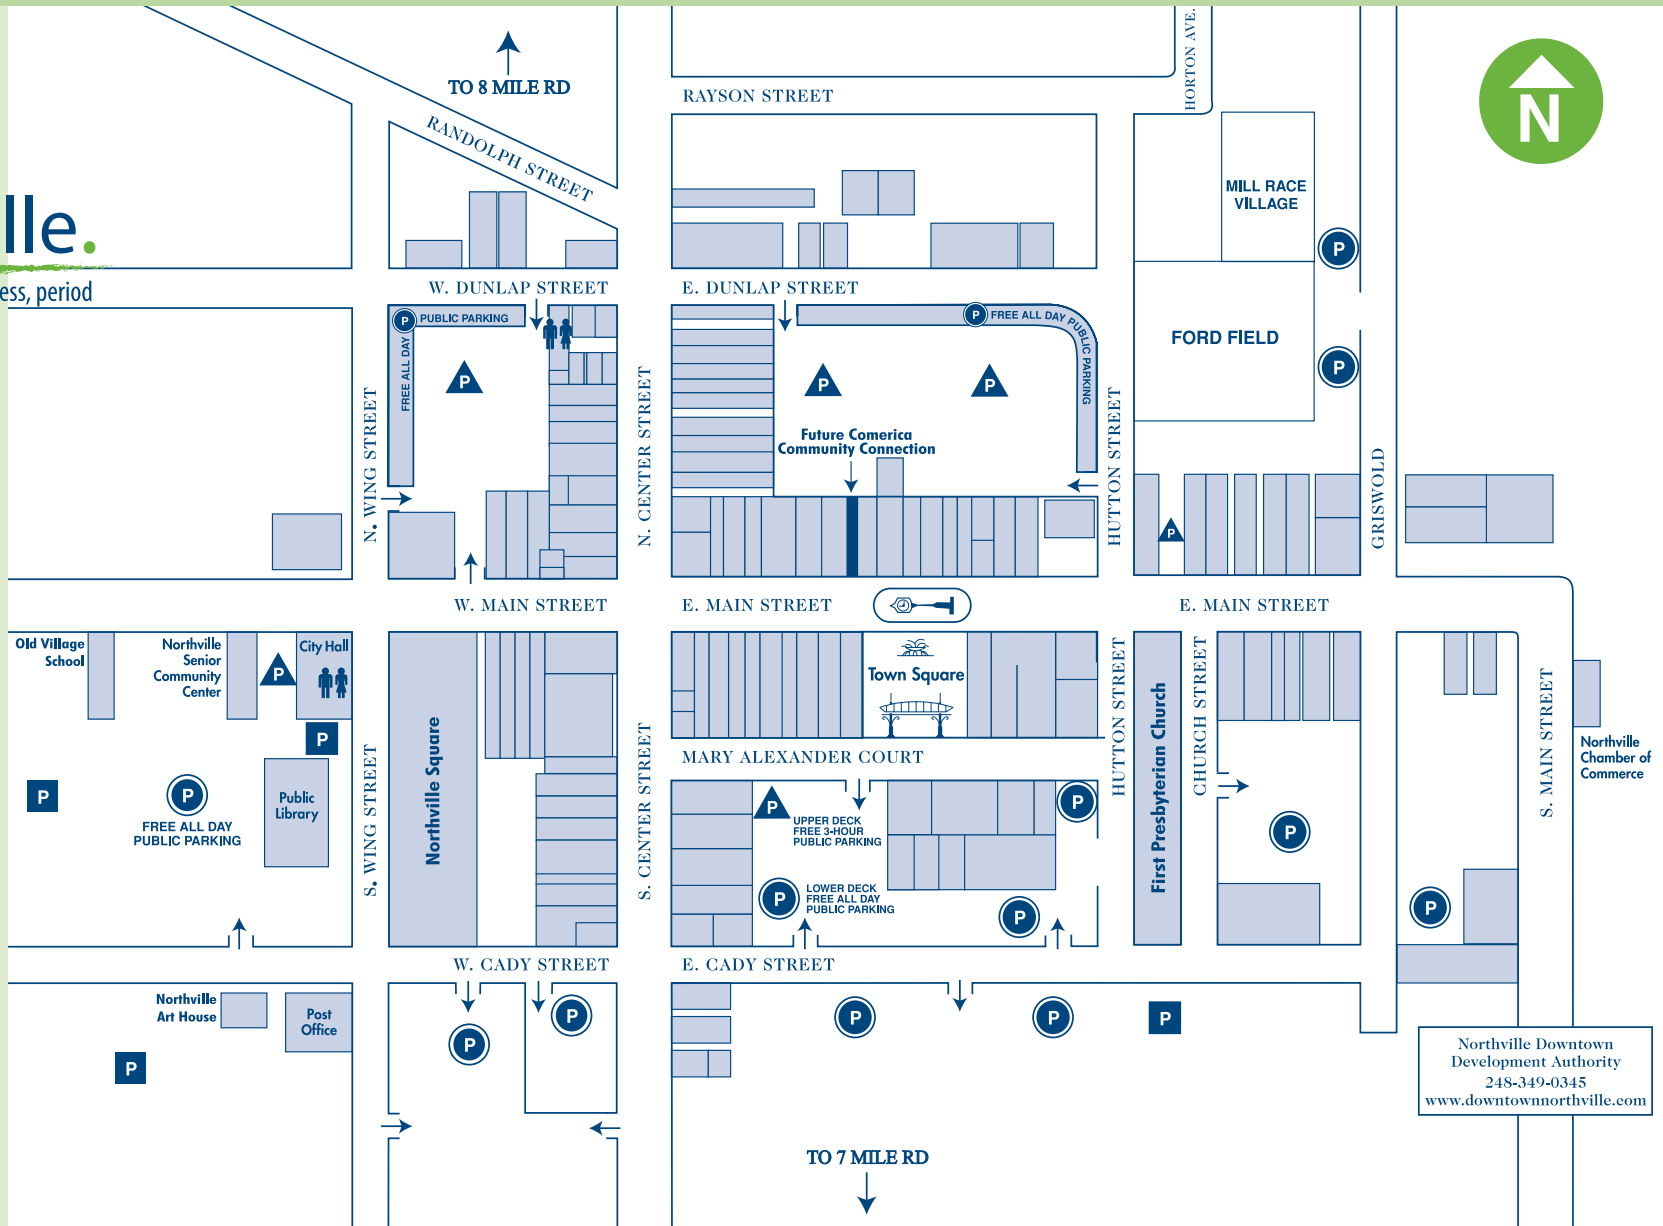 TO 8 MILE RD
RAYSON STREET
HORTON AVE.
N
RANDOLPH STREET
MILL RACE
VILLAGE
P
lle.
ess, period
W. DUNLAP STREET
E. DUNLAP STREET
P
PUBLIC PARKING
FREE ALL DAY
P
P
FREE ALL DAY PUBLIC PARKING
P
P
FORD FIELD
P
N. WING STREET
N. CENTER STREET
Future Comerica
Community Connection
HUTTON STREET
P
GRISWOLD
W. MAIN STREET
E. MAIN STREET
E. MAIN STREET
Old Village
School
Northville
Senior
Community
Center
P
City Hall
P
Town Square
HUTTON STREET
First Presbyterian Church
CHURCH STREET
S. MAIN STREET
Northville
Chamber of
Commerce
P
P
FREE ALL DAY
PUBLIC PARKING
Public
Library
S. WING STREET
Northville Square
S. CENTER STREET
MARY ALEXANDER COURT
P
UPPER DECK
FREE 3-HOUR
PUBLIC PARKING
P
P
P
LOWER DECK
FREE ALL DAY
PUBLIC PARKING
P
P
W. CADY STREET
E. CADY STREET
Northville
Art House
Post
Office
P
P
P
P
P
P
Northville Downtown
Development Authority
248-349-0345
www.downtownnorthville.com
TO 7 MILE RD